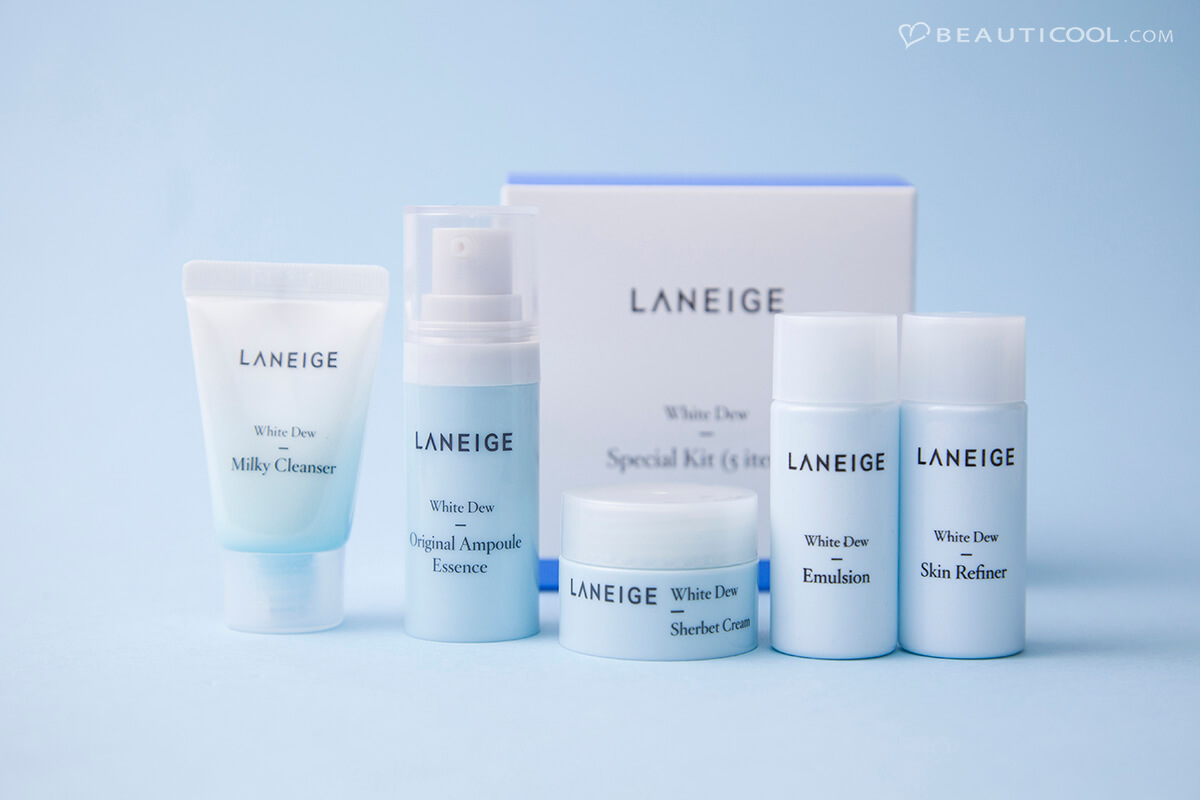 BEAUTICOOL.COM
LANEIGE
White Dew
Special Kit (5
LANEIGE
White Dew
Milky Cleanser
LANEIGE
White Dew
Original Ampoule
Essence
LANEIGE
White Dew
Sherbet Cream
LANEIGE
White Dew
Emulsion
LANEIGE
White Dew
Skin Refiner